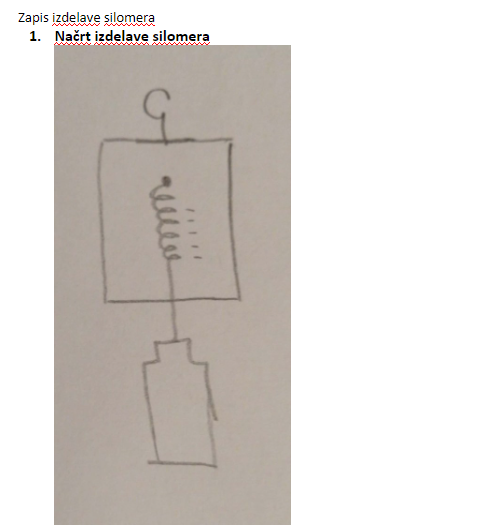 Zapis izdelave silomera
1. Načrt izdelave silomera